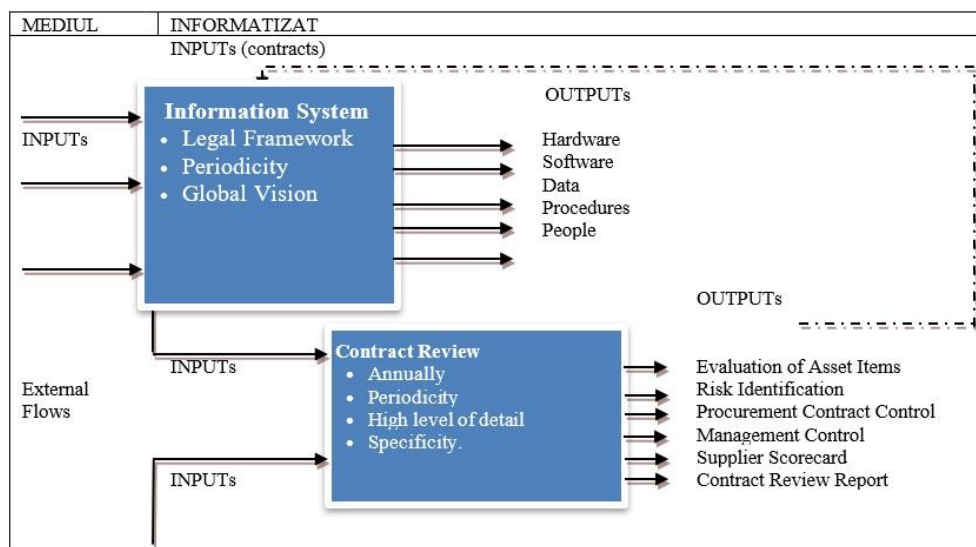 MEDIUL INFORMATIZAT
INPUTs (contracts)
Information System
• Legal Framework
• Periodicity
• Global Vision
INPUTs
OUTPUTs
Hardware
Software
Data
Procedures
People
OUTPUTs
INPUTs
Contract Review
• Annually
• Periodicity
• High level of detail
• Specificity.
External
Flows
INPUTs
Evaluation of Asset Items
Risk Identification
Procurement Contract Control
Management Control
Supplier Scorecard
Contract Review Report